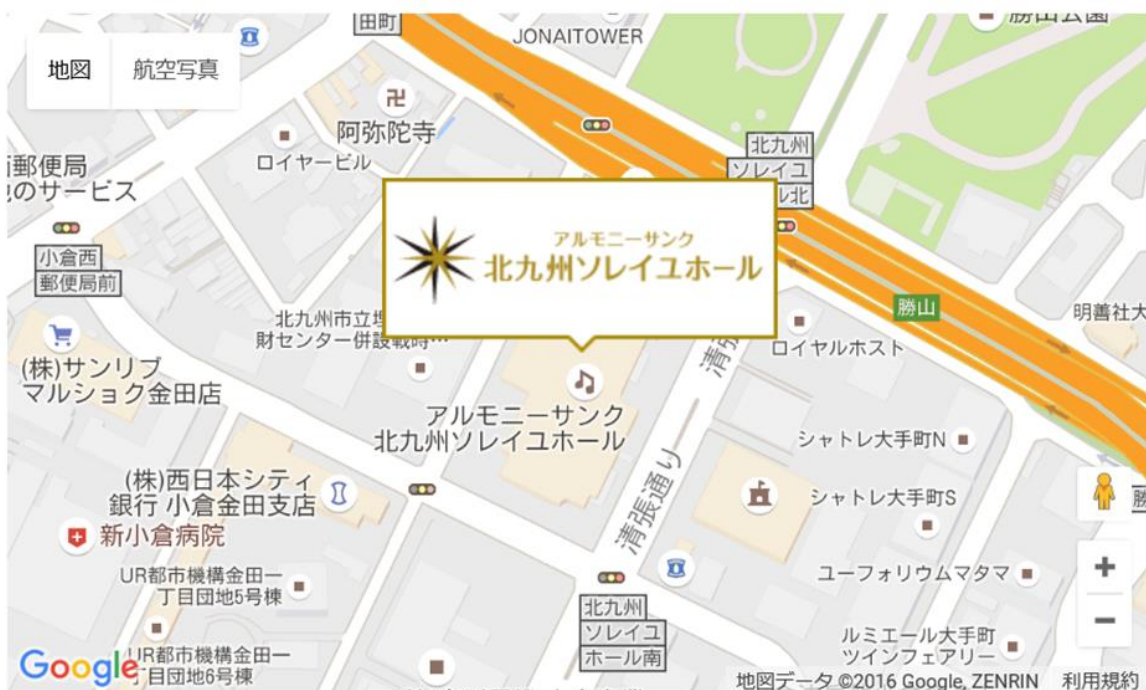 田町
JONAITOWER
勝山公園
地図
航空写真
阿弥陀寺
ロイヤービル
郵便局
のサービス
北九州
ソレイユ
ル北
小倉西
郵便局前
アルモニーサンク
北九州ソレイユホール
勝山
明善社大
北九州市立埋
財センター併設戦時…
ロイヤルホスト
清張
(株)サンリブ
マルショク金田店
アルモニーサンク
北九州ソレイユホール
シャトレ大手町N
(株)西日本シティ
銀行 小倉金田支店
清張通り
シャトレ大手町S
勝
新小倉病院
UR都市機構金田一
丁目団地5号棟
ユーフォリウムマタマ
北九州
ソレイユ
ホール南
ルミエール大手町
ツインフェアリー
Google
UR都市機構金田一
丁目団地6号棟
地図データ ©2016 Google, ZENRIN
利用規約